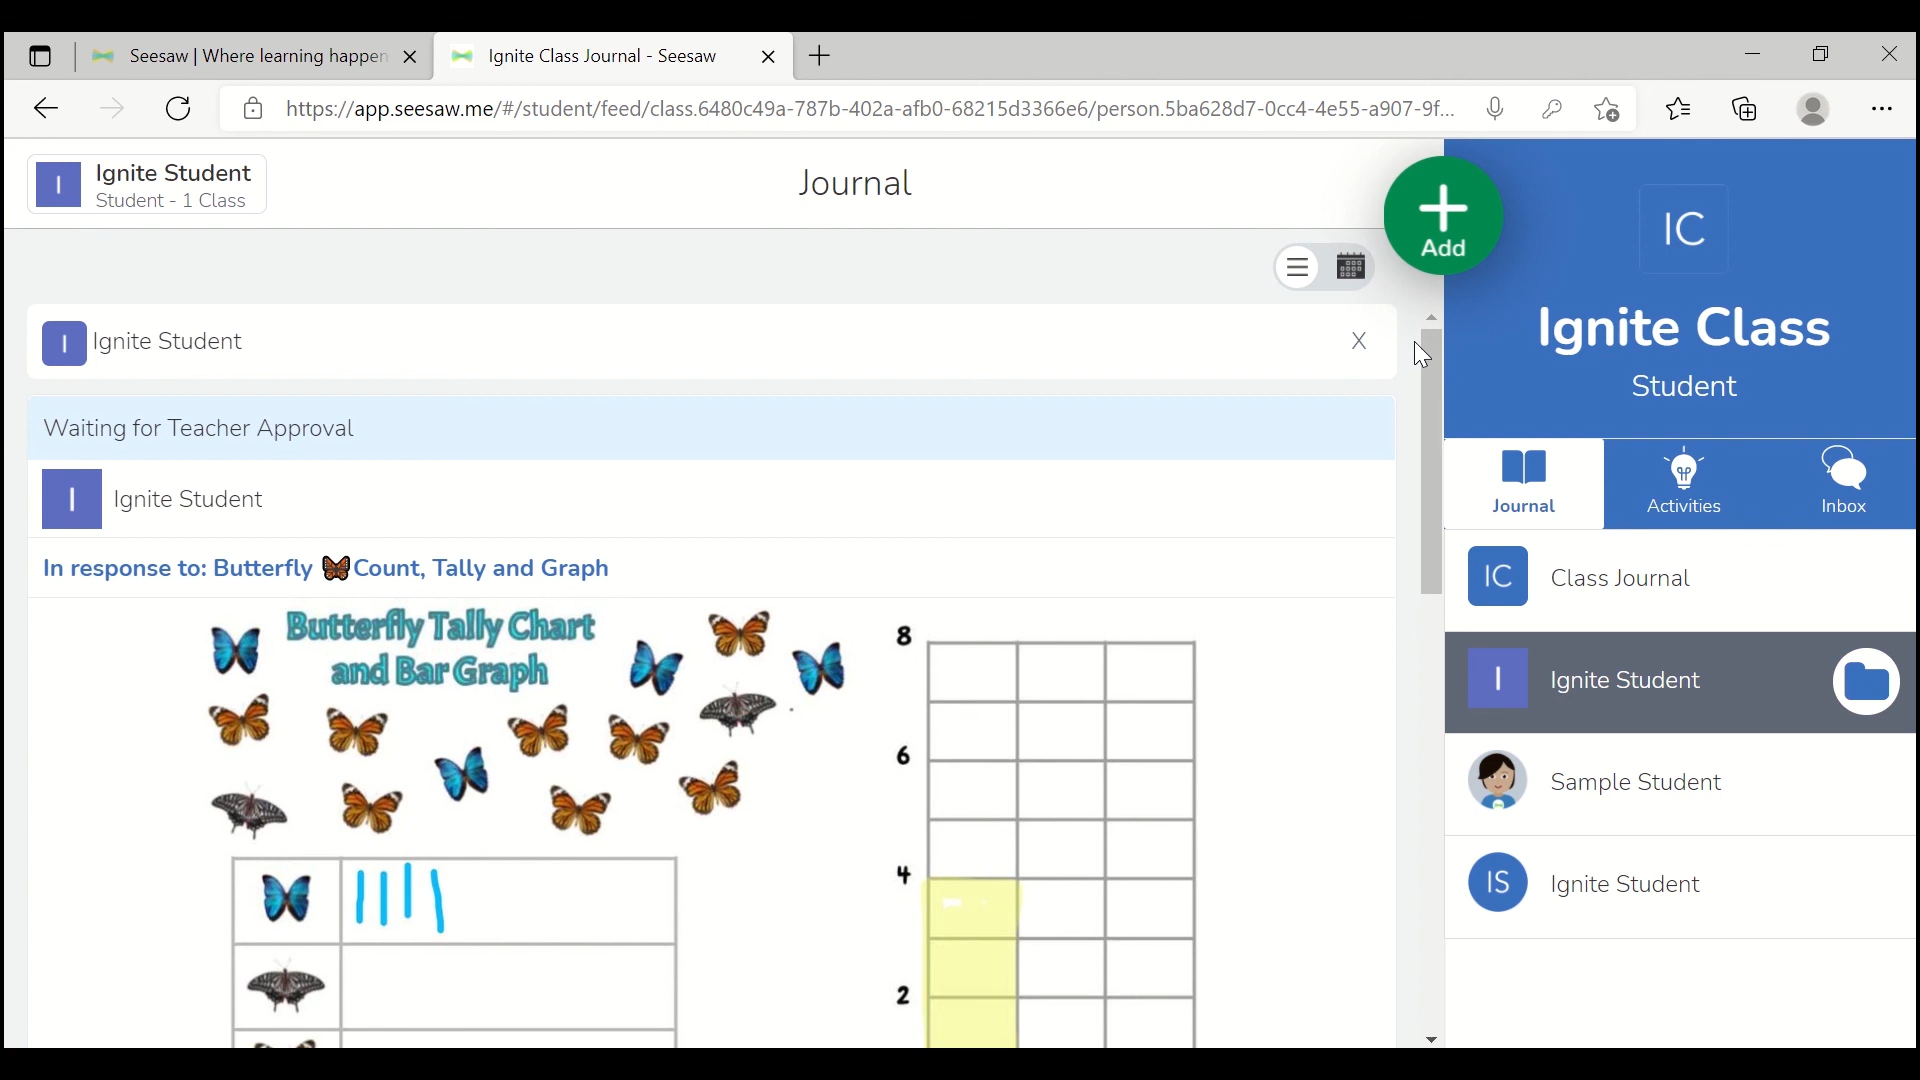 Seesaw | Where learning happen
Ignite Class Journal - Seesaw
https://app.seesaw.me/#/student/feed/class.6480c49a-787b-402a-afb0-68215d3366e6/person.5ba628d7-0cc4-4e55-a907-9f...
I
Ignite Student
Student - 1 Class
Journal
Add
IC
Ignite Class
Student
I
Ignite Student
X
Waiting for Teacher Approval
I
Ignite Student
In response to: Butterfly 🦋Count, Tally and Graph
Butterfly Tally Chart
and Bar Graph
8
6
4
2
Journal
Activities
Inbox
IC
Class Journal
I
Ignite Student
Sample Student
IS
Ignite Student